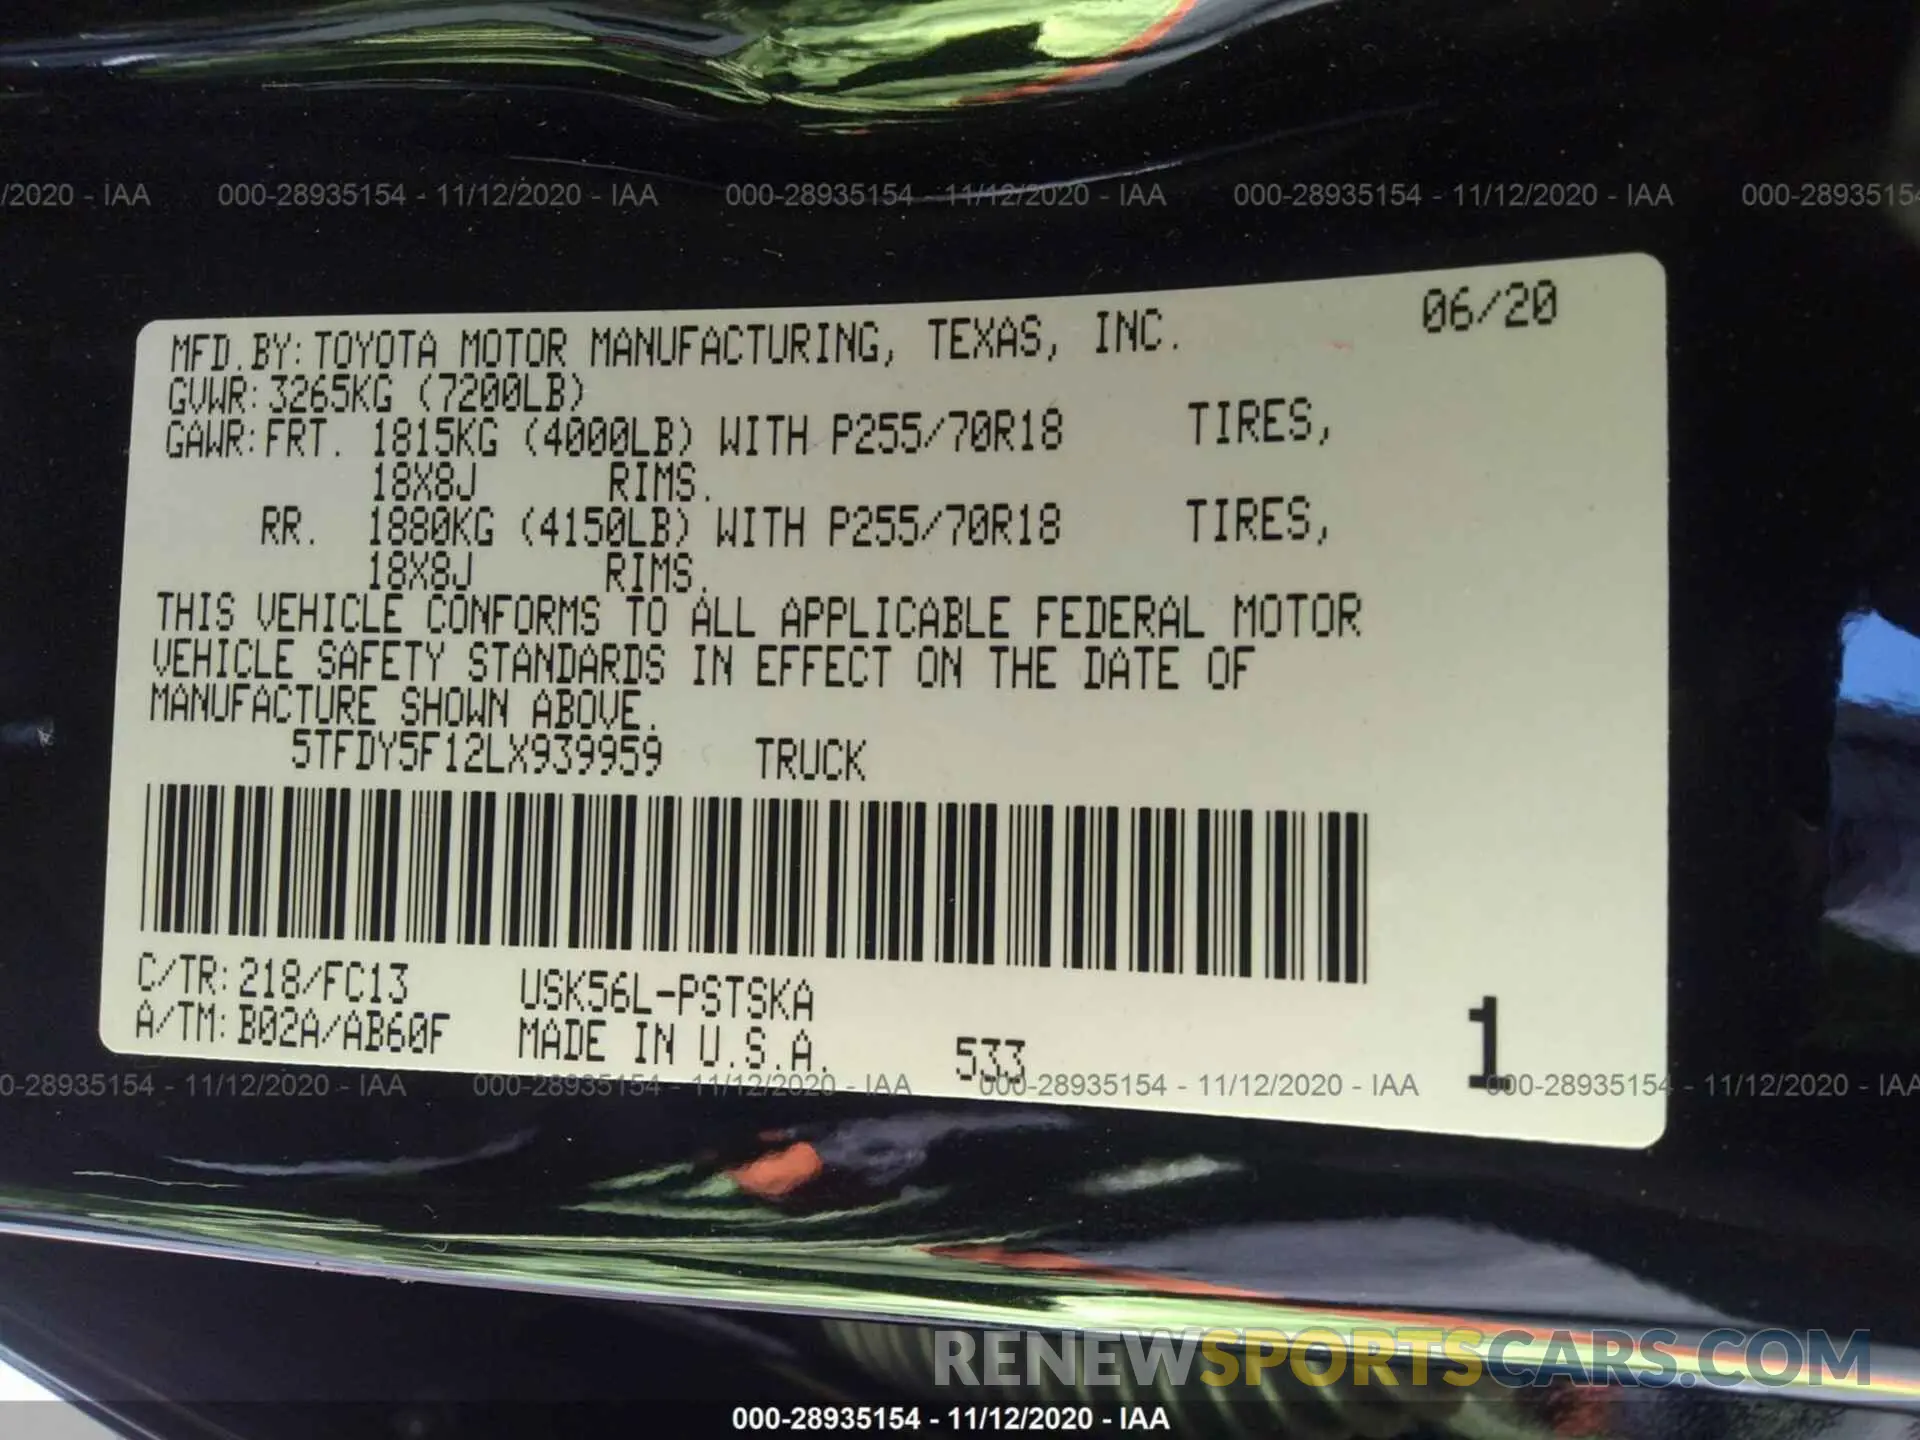 /2020 - IAA 000-28935154 - 11/12/2020 - IAA 000-28935154 - 11/12/2020 - IAA 000-28935154 - 11/12/2020 - IAA 000-28935154
06/20
MFD.BY:TOYOTA MOTOR MANUFACTURING, TEXAS, INC.
GVWR:3265KG (7200LB)
GAWR:FRT. 1815KG (4000LB) WITH P255/70R18 TIRES,
18X8J RIMS.
RR. 1880KG (4150LB) WITH P255/70R18 TIRES,
18X8J RIMS.
THIS VEHICLE CONFORMS TO ALL APPLICABLE FEDERAL MOTOR
VEHICLE SAFETY STANDARDS IN EFFECT ON THE DATE OF
MANUFACTURE SHOWN ABOVE.
5TFDY5F12LX939959 TRUCK
C/TR:218/FC13 USK56L-PSTSKA
A/TM:B02A/AB60F MADE IN U.S.A. 533 1
0-28935154 - 11/12/2020 - IAA 000-28935154 - 11/12/2020 - IAA 000-28935154 - 11/12/2020 - IAA 000-28935154 - 11/12/2020 - IAA
RENEWSPORTSCARS.COM
000-28935154 - 11/12/2020 - IAA